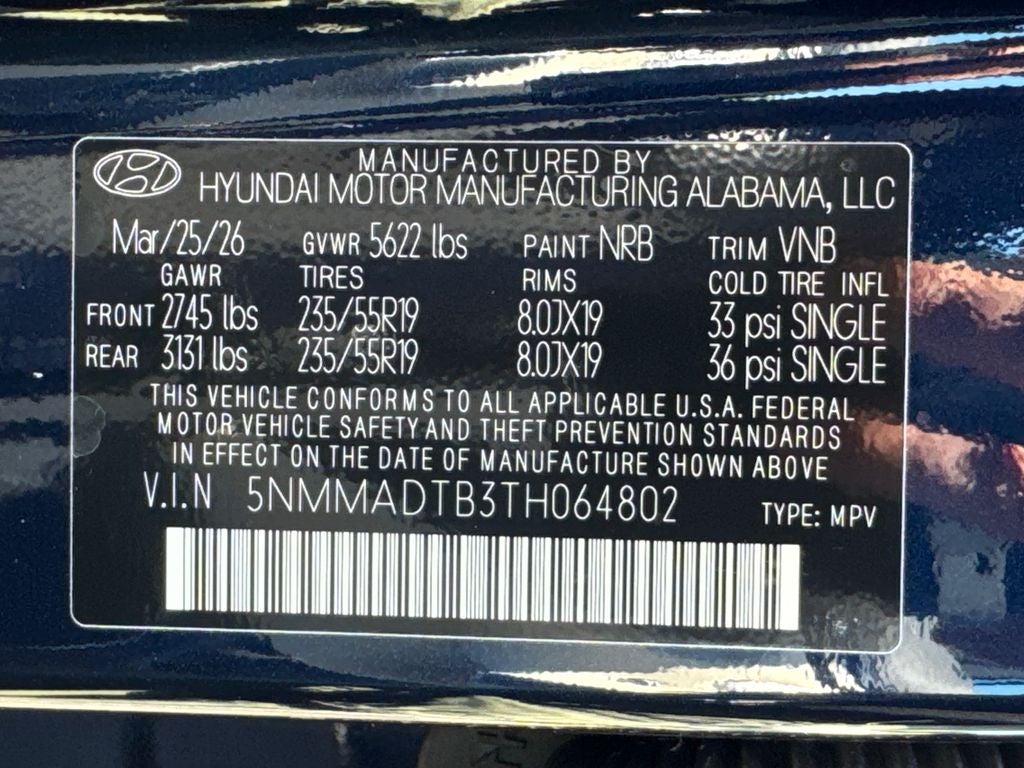 MANUFACTURED BY
HYUNDAI MOTOR MANUFACTURING ALABAMA, LLC
Mar/25/26 GVWR 5622 lbs PAINT NRB TRIM VNB
GAWR TIRES RIMS COLD TIRE INFL
FRONT 2745 lbs 235/55R19 8.0JX19 33 psi SINGLE
REAR 3131 lbs 235/55R19 8.0JX19 36 psi SINGLE
THIS VEHICLE CONFORMS TO ALL APPLICABLE U.S.A. FEDERAL
MOTOR VEHICLE SAFETY AND THEFT PREVENTION STANDARDS
IN EFFECT ON THE DATE OF MANUFACTURE SHOWN ABOVE
V.I.N 5NMMADTB3TH064802 TYPE: MPV